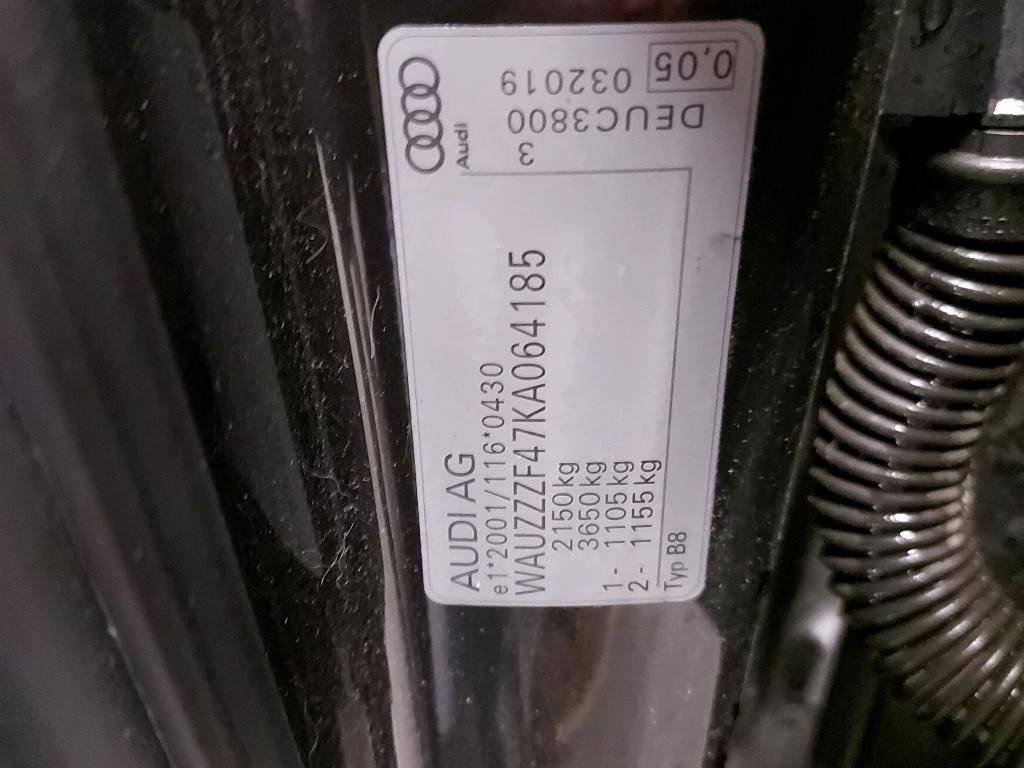 AUDI AG
e1*2001/116*0430
WAUZZZF47KA064185
2150 kg
3650 kg
1- 1105 kg
2- 1155 kg
Typ B8
Audi
3
DEUC3800
032019
0,05